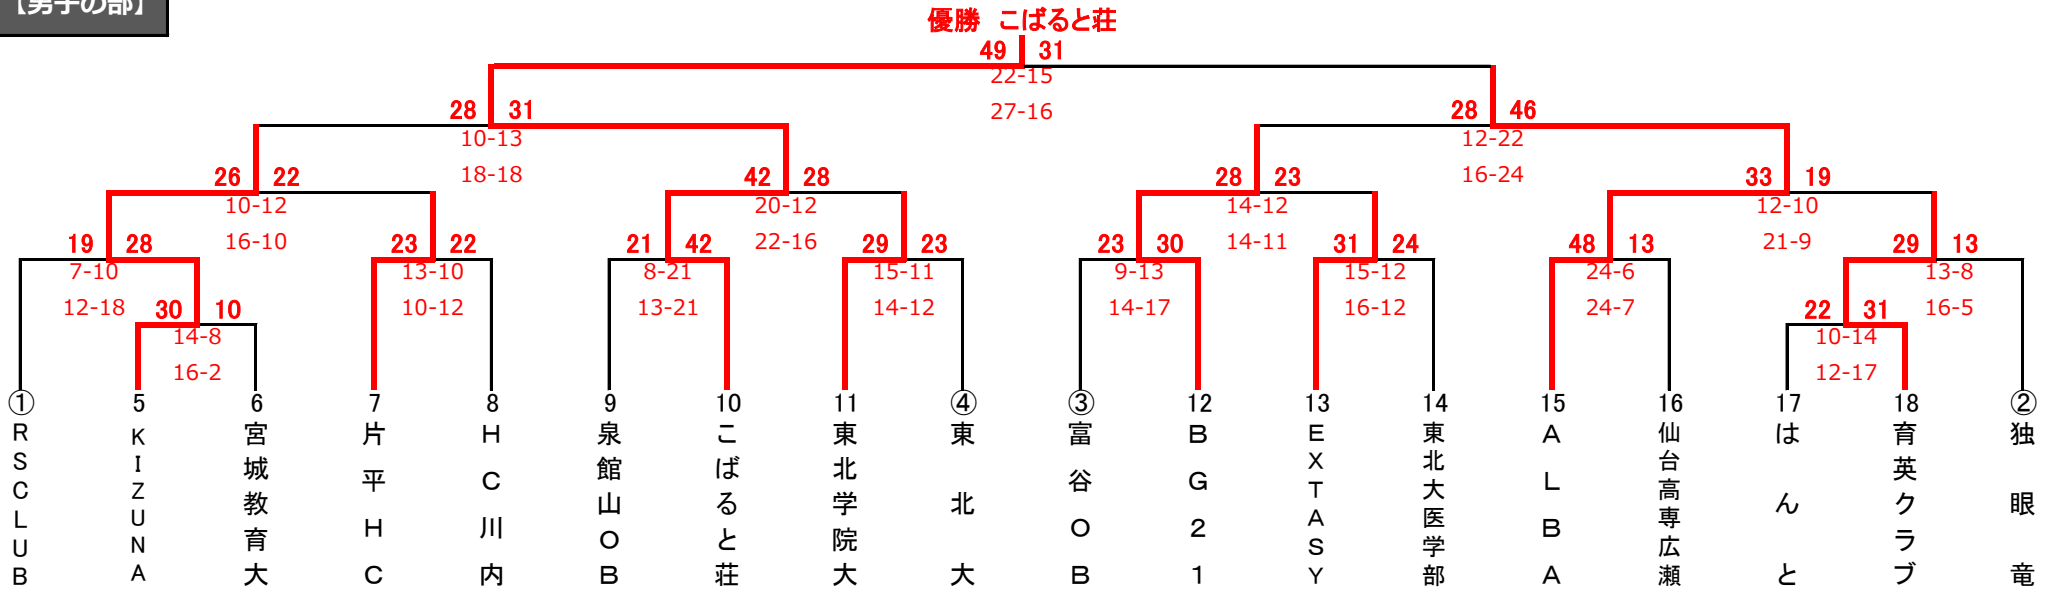 【男子の部】
優勝 こばると荘
49 31
22-15
27-16
28 31
10-13
18-18
28 46
12-22
16-24
26 22
10-12
16-10
42 28
20-12
22-16
28 23
14-12
14-11
33 19
12-10
21-9
19 28
7-10
12-18
23 22
13-10
10-12
21 42
8-21
13-21
29 23
15-11
14-12
23 30
9-13
14-17
31 24
15-12
16-12
48 13
24-6
24-7
29 13
13-8
16-5
30 10
14-8
16-2
22 31
10-14
12-17
① RSCLUB
5 KIZUNA
6 宮城教育大
7 片平HC
8 HC川内
9 泉館山OB
10 こばると荘
11 東北学院大
④ 東北大
③ 富谷OB
12 BG21
13 EXTASY
14 東北大医学部
15 ALBA
16 仙台高専広瀬
17 はんと
18 育英クラブ
② 独眼竜